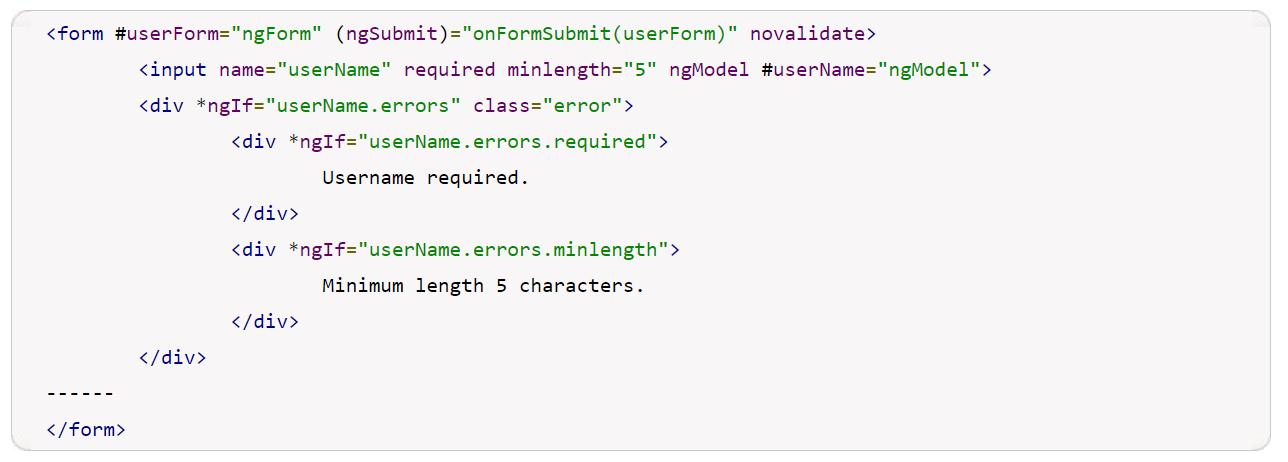 <form #userForm="ngForm" (ngSubmit)="onFormSubmit(userForm)" novalidate>
<input name="userName" required minlength="5" ngModel #userName="ngModel">
<div *ngIf="userName.errors" class="error">
<div *ngIf="userName.errors.required">
Username required.
</div>
<div *ngIf="userName.errors.minlength">
Minimum length 5 characters.
</div>
</div>
------
</form>